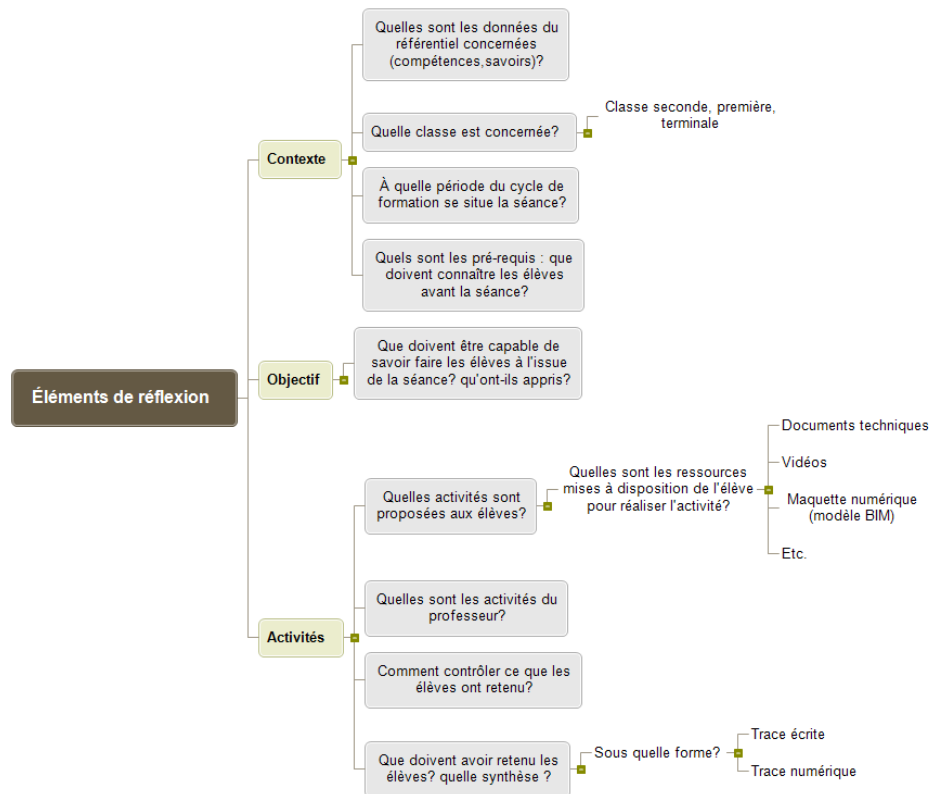 Éléments de réflexion
Contexte
Quelles sont les données du
référentiel concernées
(compétences,savoirs)?
Quelle classe est concernée?
Classe seconde, première,
terminale
À quelle période du cycle de
formation se situe la séance?
Quels sont les pré-requis : que
doivent connaître les élèves
avant la séance?
Objectif
Que doivent être capable de
savoir faire les élèves à l'issue
de la séance? qu'ont-ils appris?
Activités
Quelles activités sont
proposées aux élèves?
Quelles sont les ressources
mises à disposition de l'élève
pour réaliser l'activité?
Documents techniques
Vidéos
Maquette numérique
(modèle BIM)
Etc.
Quelles sont les activités du
professeur?
Comment contrôler ce que les
élèves ont retenu?
Que doivent avoir retenu les
élèves? quelle synthèse ?
Sous quelle forme?
Trace écrite
Trace numérique